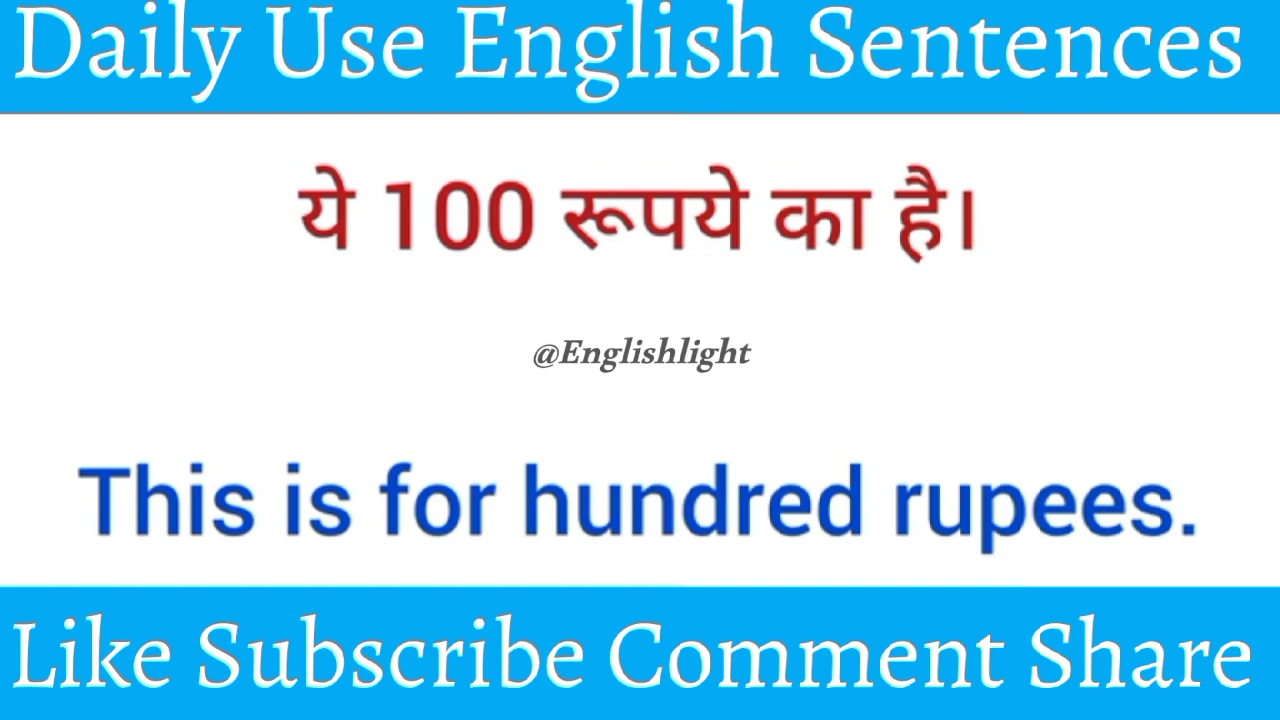 Daily Use English Sentences
ये 100 रूपये का है।
@Englishlight
This is for hundred rupees.
Like Subscribe Comment Share